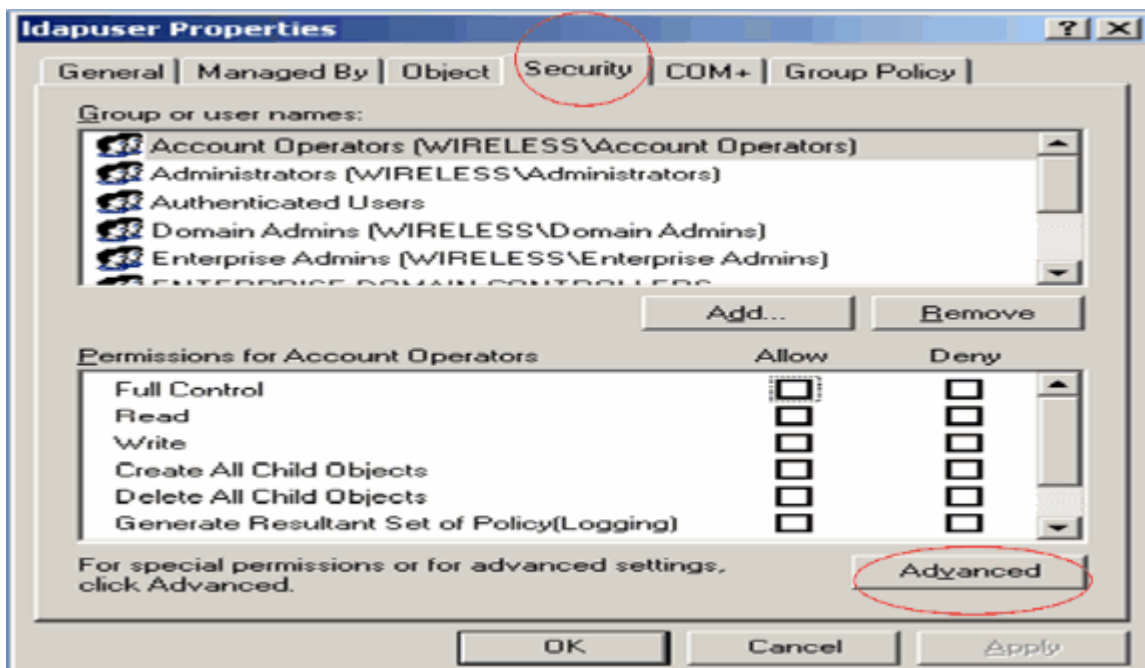 ldapuser Properties
General Managed By Object Security COM+ Group Policy
Group or user names:
Account Operators (WIRELESS\Account Operators)
Administrators (WIRELESS\Administrators)
Authenticated Users
Domain Admins (WIRELESS\Domain Admins)
Enterprise Admins (WIRELESS\Enterprise Admins)
ENTERPRISE DOMAIN CONTROLLERS
Add... Remove
Permissions for Account Operators Allow Deny
Full Control
Read
Write
Create All Child Objects
Delete All Child Objects
Generate Resultant Set of Policy(Logging)
For special permissions or for advanced settings,
click Advanced.
Advanced
OK Cancel Apply